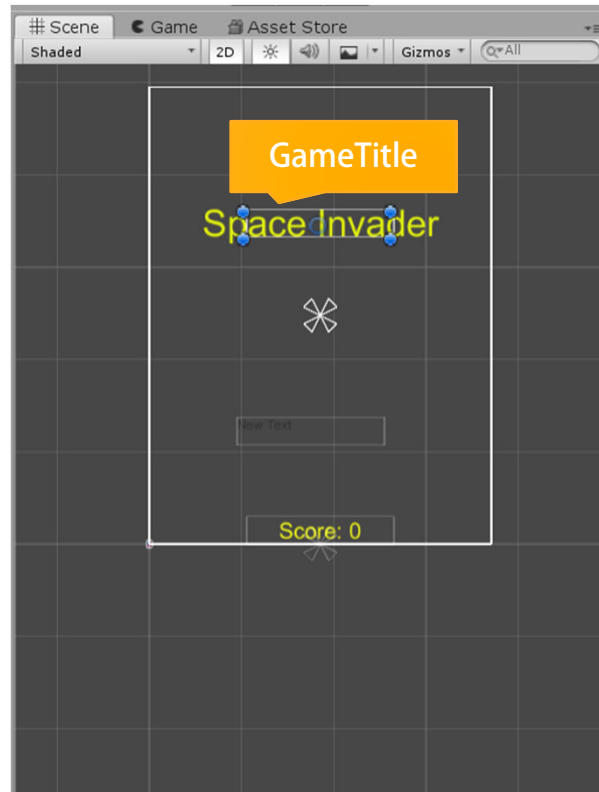 Scene Game Asset Store
Shaded 2D Gizmos All
GameTitle
Space Invader
New Text
Score: 0